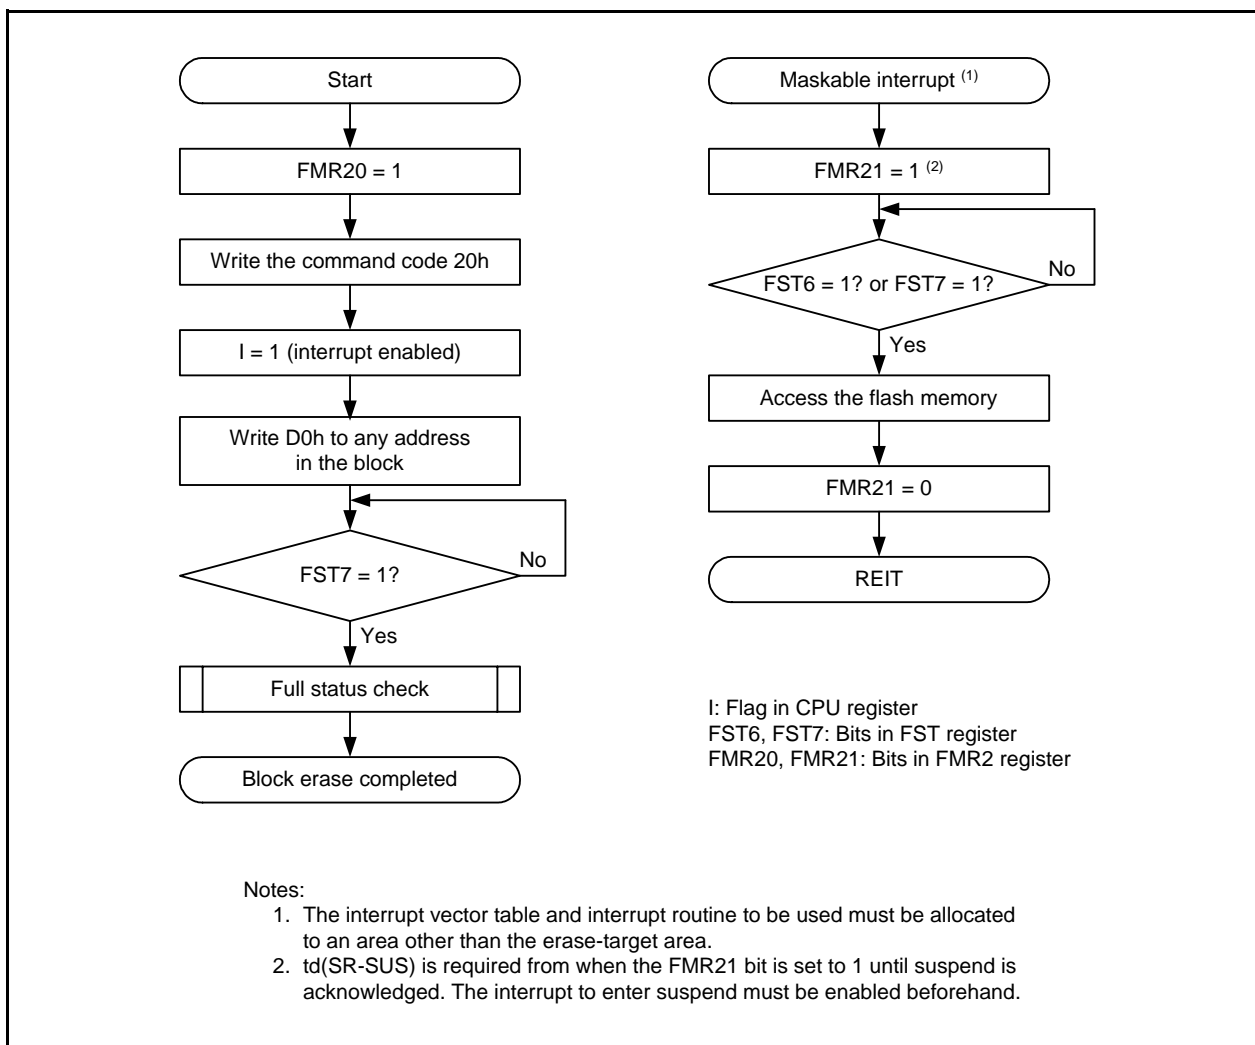 Start
FMR20 = 1
Write the command code 20h
I = 1 (interrupt enabled)
Write D0h to any address
in the block
FST7 = 1?
No
Yes
Full status check
Block erase completed
Maskable interrupt (1)
FMR21 = 1 (2)
FST6 = 1? or FST7 = 1?
No
Yes
Access the flash memory
FMR21 = 0
REIT
I: Flag in CPU register
FST6, FST7: Bits in FST register
FMR20, FMR21: Bits in FMR2 register
Notes:
1. The interrupt vector table and interrupt routine to be used must be allocated
to an area other than the erase-target area.
2. td(SR-SUS) is required from when the FMR21 bit is set to 1 until suspend is
acknowledged. The interrupt to enter suspend must be enabled beforehand.